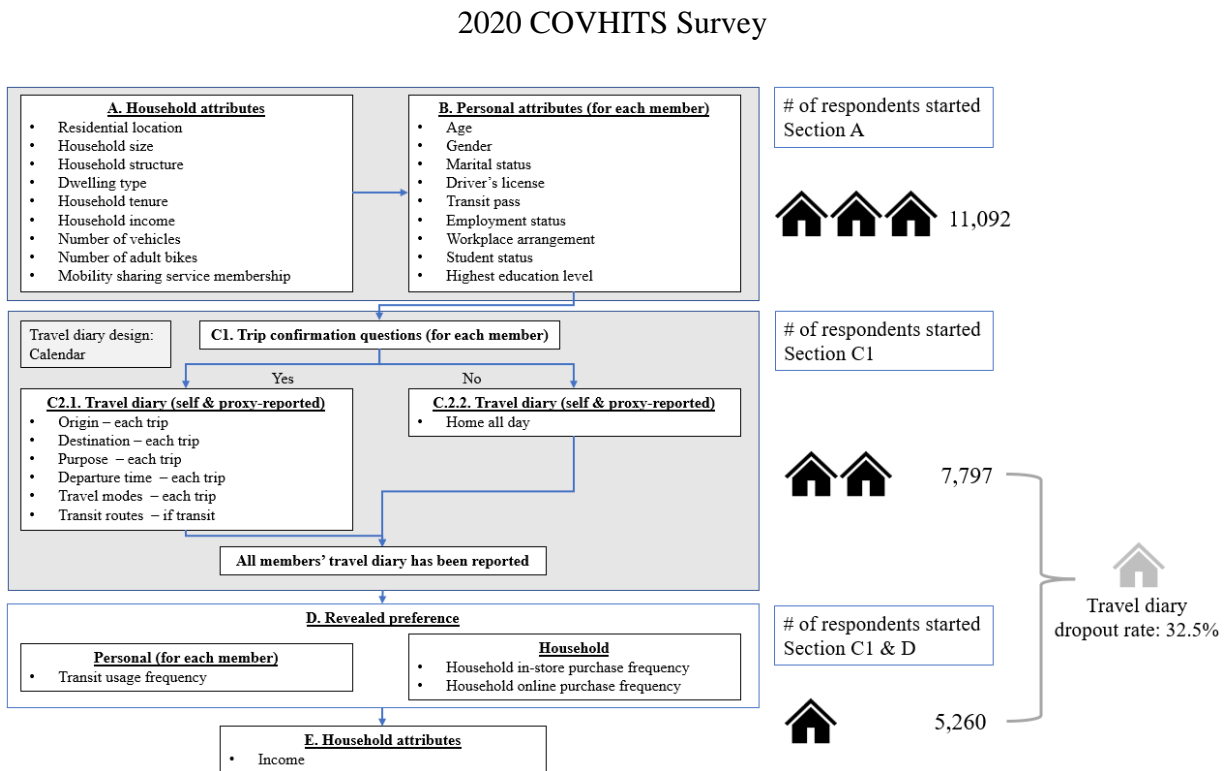 2020 COVHITS Survey
A. Household attributes
• Residential location
• Household size
• Household structure
• Dwelling type
• Household tenure
• Household income
• Number of vehicles
• Number of adult bikes
• Mobility sharing service membership
B. Personal attributes (for each member)
• Age
• Gender
• Marital status
• Driver's license
• Transit pass
• Employment status
• Workplace arrangement
• Student status
• Highest education level
# of respondents started
Section A
11,092
Travel diary design:
Calendar
C1. Trip confirmation questions (for each member)
Yes
No
C2.1. Travel diary (self & proxy-reported)
• Origin – each trip
• Destination – each trip
• Purpose – each trip
• Departure time – each trip
• Travel modes – each trip
• Transit routes – if transit
C.2.2. Travel diary (self & proxy-reported)
• Home all day
All members' travel diary has been reported
# of respondents started
Section C1
7,797
D. Revealed preference
Personal (for each member)
• Transit usage frequency
Household
• Household in-store purchase frequency
• Household online purchase frequency
# of respondents started
Section C1 & D
5,260
Travel diary
dropout rate: 32.5%
E. Household attributes
• Income